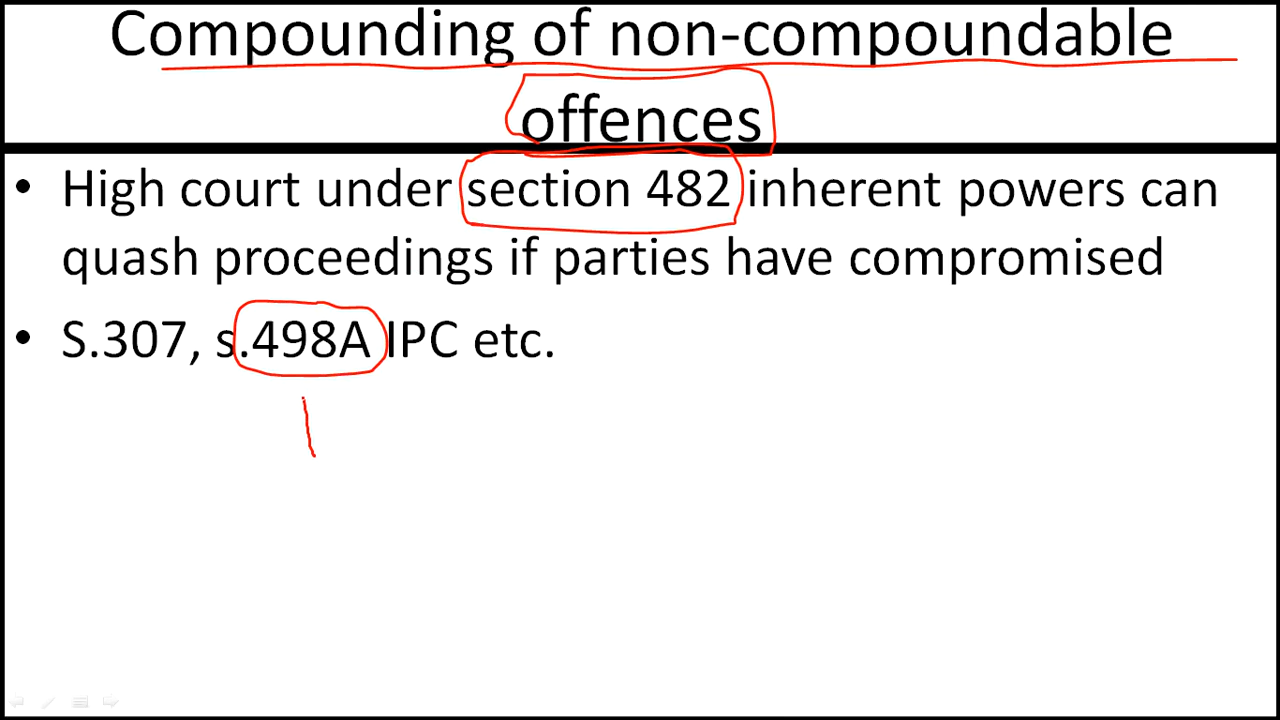 Compounding of non-compoundable
offences
• High court under section 482 inherent powers can
quash proceedings if parties have compromised
• S.307, s.498A IPC etc.